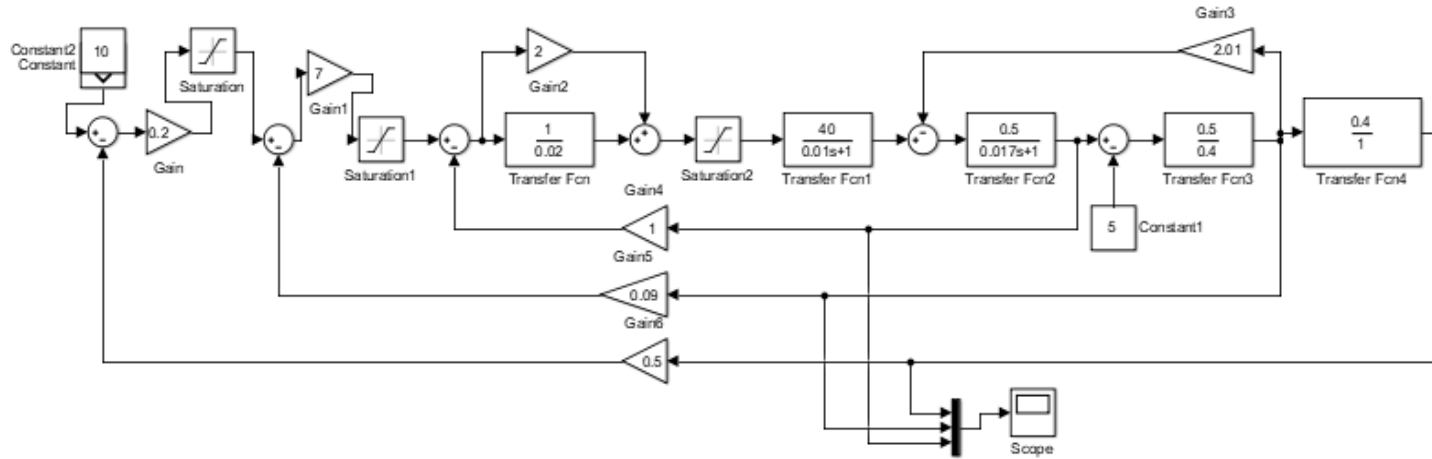 Constant2
Constant
10
Saturation
0.2
Gain
7
Gain1
Saturation1
2
Gain2
1
0.02
Transfer Fcn
Saturation2
40
0.01s+1
Transfer Fcn1
0.5
0.017s+1
Transfer Fcn2
0.5
0.4
Transfer Fcn3
Gain3
2.01
0.4
1
Transfer Fcn4
Gain4
1
5
Constant1
Gain5
0.09
Gain6
0.5
Scope